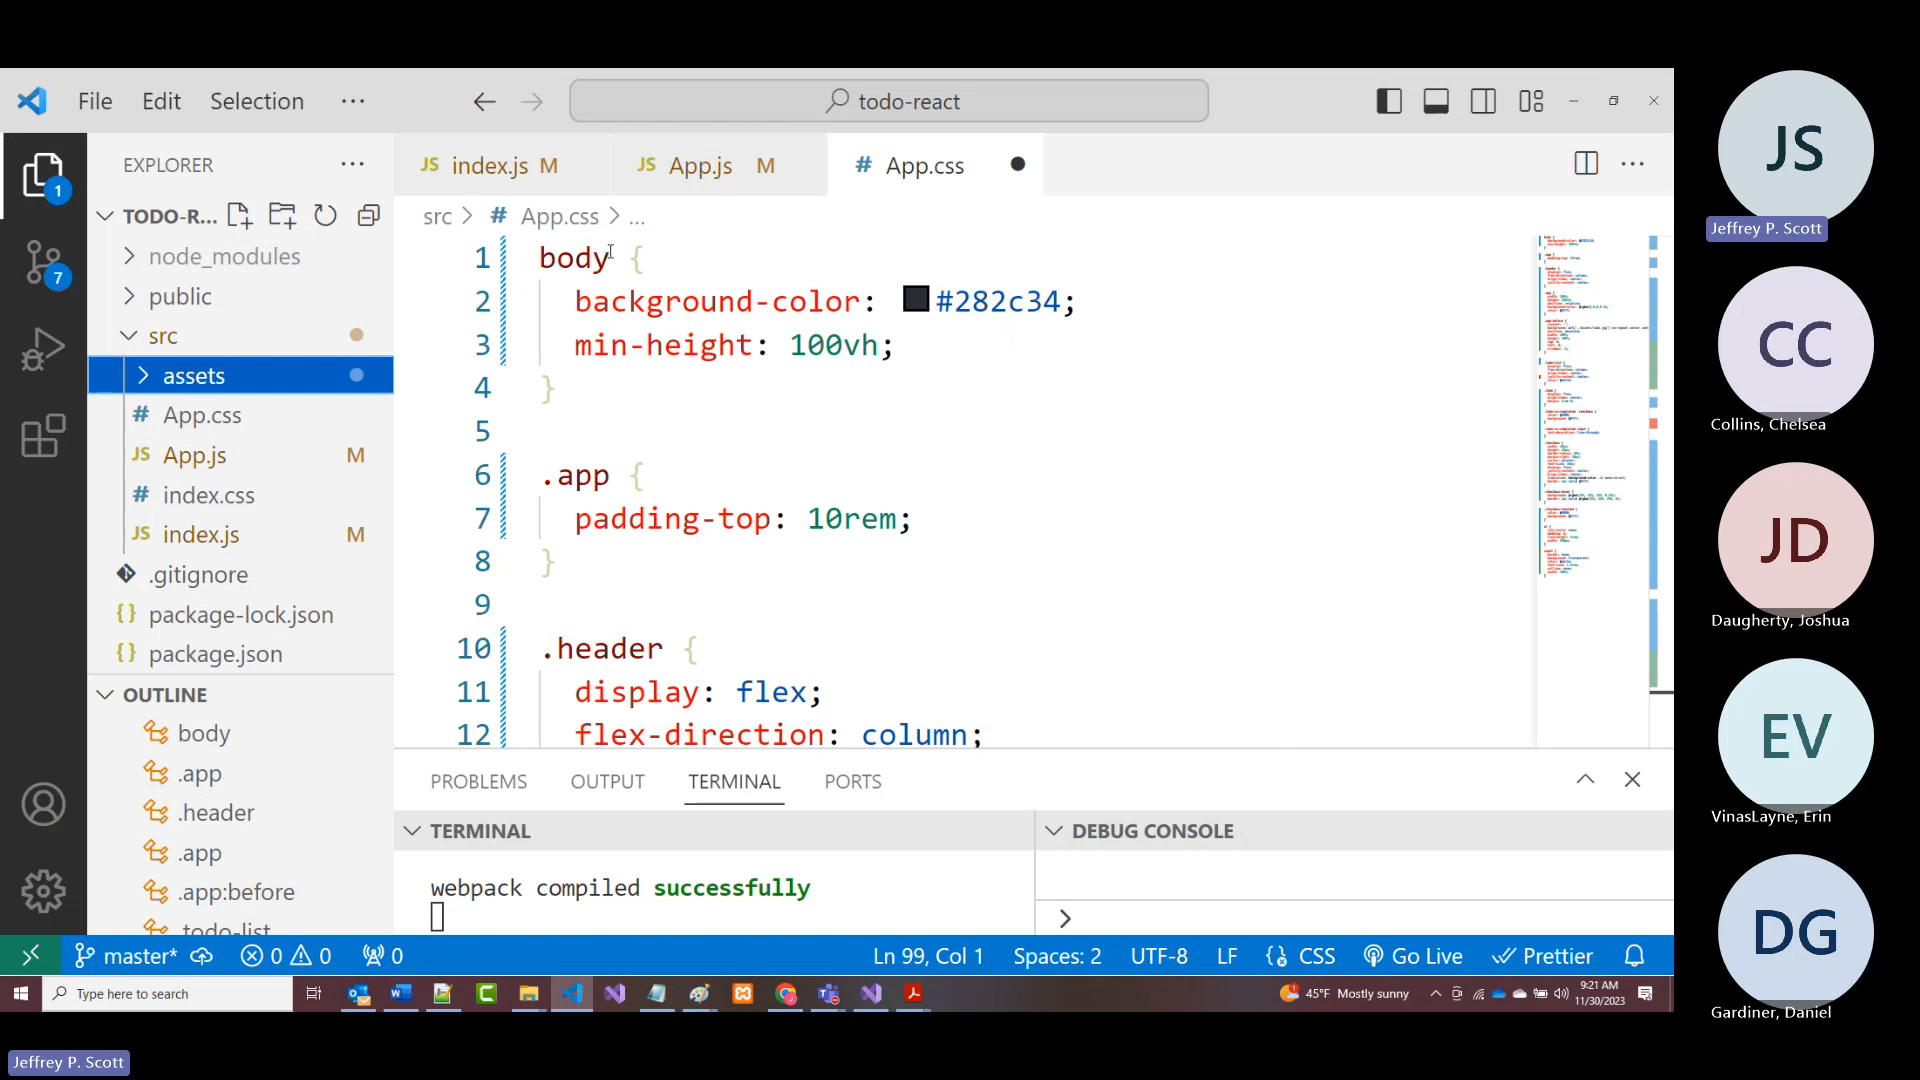 File Edit Selection ··· todo-react
EXPLORER ···
TODO-R...
node_modules
public
src
assets
# App.css
JS App.js M
# index.css
JS index.js M
.gitignore
{} package-lock.json
{} package.json
OUTLINE
body
.app
.header
.app
.app:before
.todo-list
1
7
JS index.js M
JS App.js M
# App.css
src > # App.css > ...
1 body {
2 background-color: #282c34;
3 min-height: 100vh;
4 }
5
6 .app {
7 padding-top: 10rem;
8 }
9
10 .header {
11 display: flex;
12 flex-direction: column;
PROBLEMS OUTPUT TERMINAL PORTS
TERMINAL
webpack compiled successfully
DEBUG CONSOLE
>
master* 0 0 0 Ln 99, Col 1 Spaces: 2 UTF-8 LF CSS Go Live Prettier
Type here to search
45°F Mostly sunny
9:21 AM
11/30/2023
JS
Jeffrey P. Scott
CC
Collins, Chelsea
JD
Daugherty, Joshua
EV
VinasLayne, Erin
DG
Gardiner, Daniel
Jeffrey P. Scott